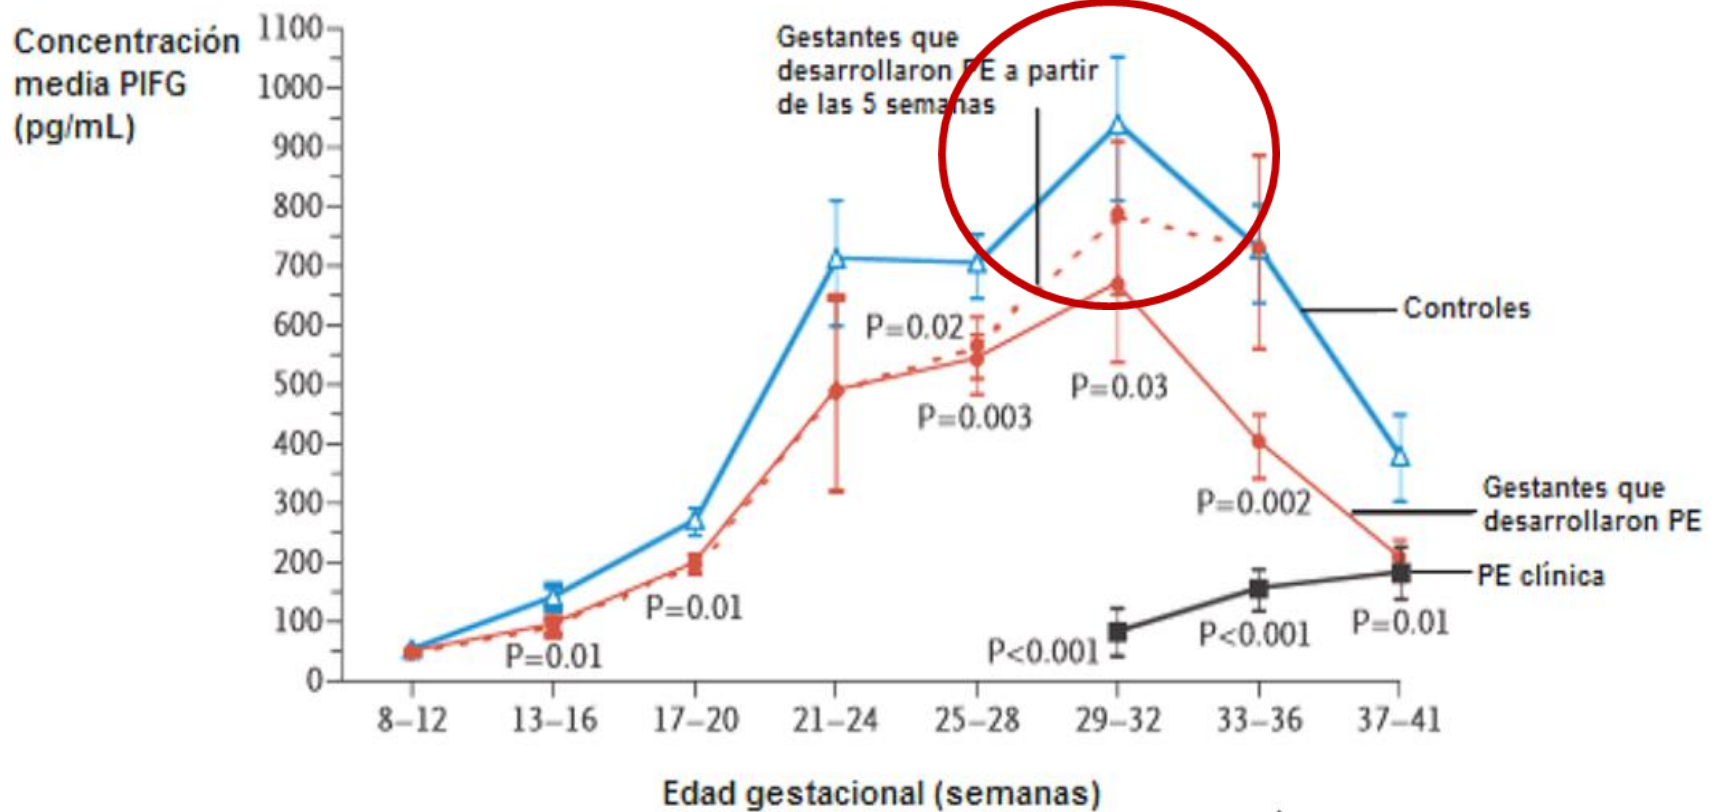 Concentración
media PIFG
(pg/mL)
1100
1000
900
800
700
600
500
400
300
200
100
0
Gestantes que
desarrollaron PE a partir
de las 5 semanas
P=0.02
P=0.003
P=0.03
P=0.002
P=0.01
P=0.01
P<0.001
P<0.001
P=0.01
Controles
Gestantes que
desarrollaron PE
PE clínica
8–12
13–16
17–20
21–24
25–28
29–32
33–36
37–41
Edad gestacional (semanas)